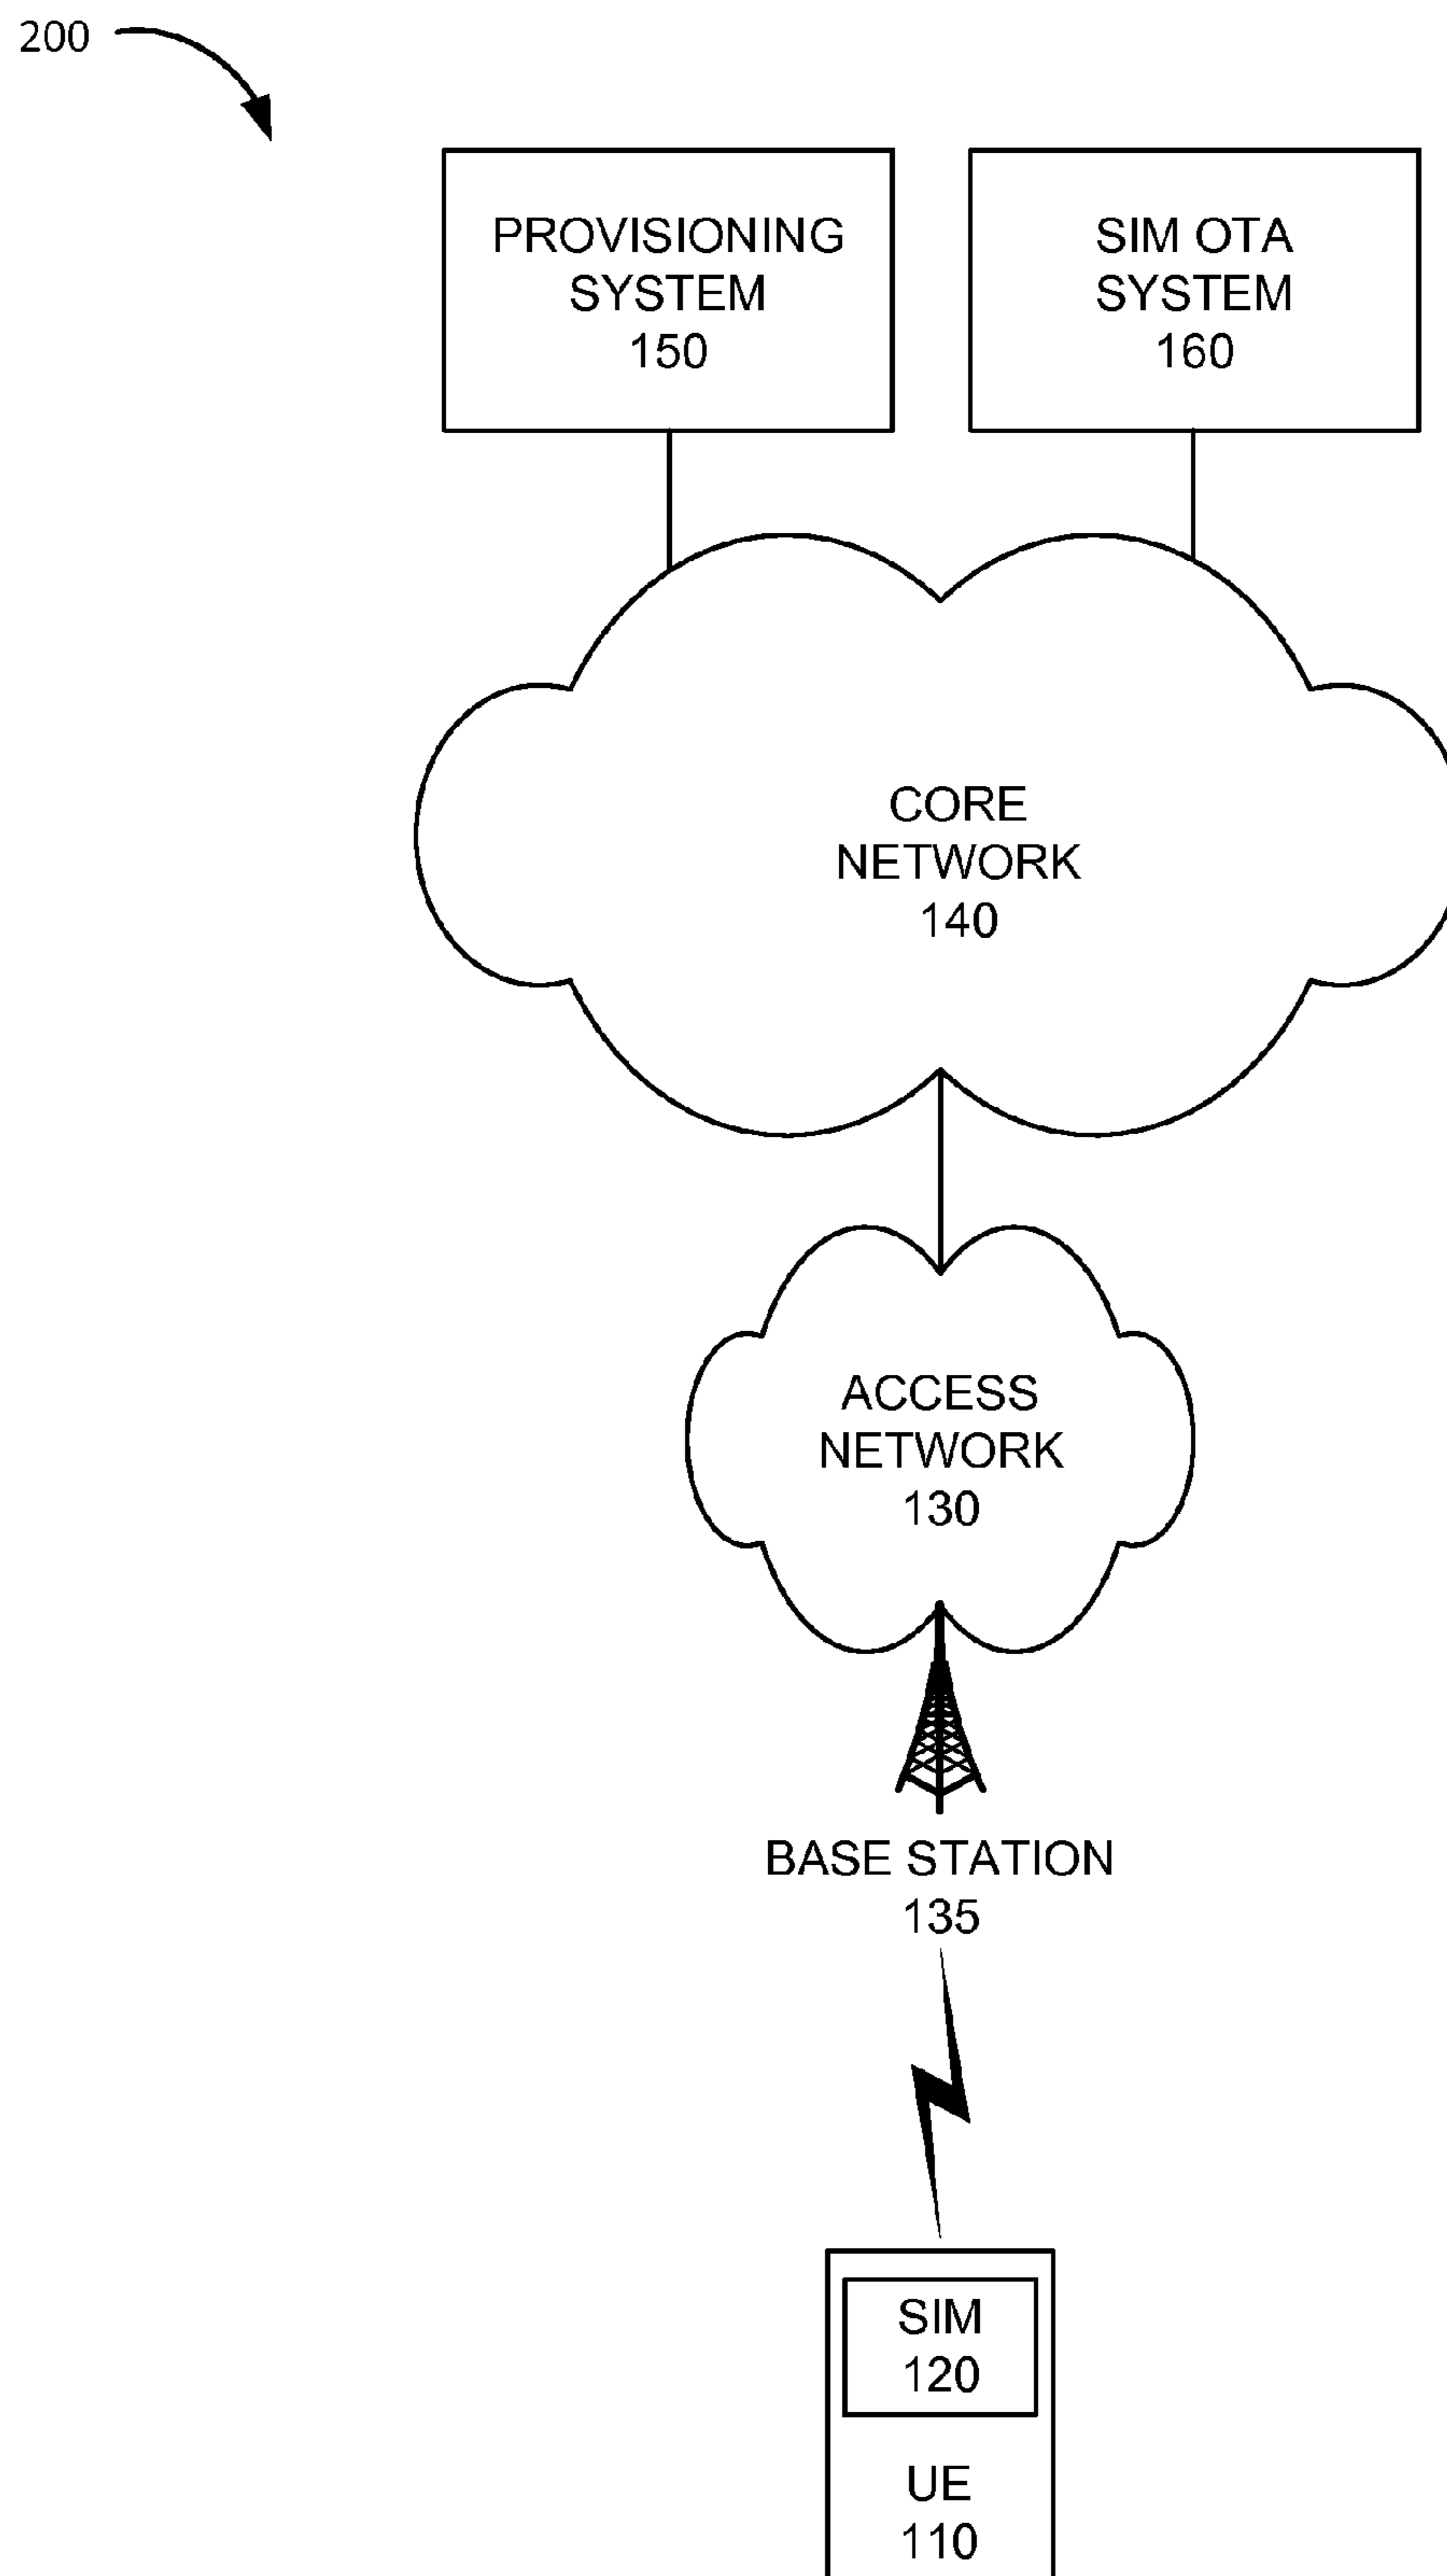 200
PROVISIONING
SYSTEM
150
SIM OTA
SYSTEM
160
CORE
NETWORK
140
ACCESS
NETWORK
130
BASE STATION
135
SIM
120
UE
110